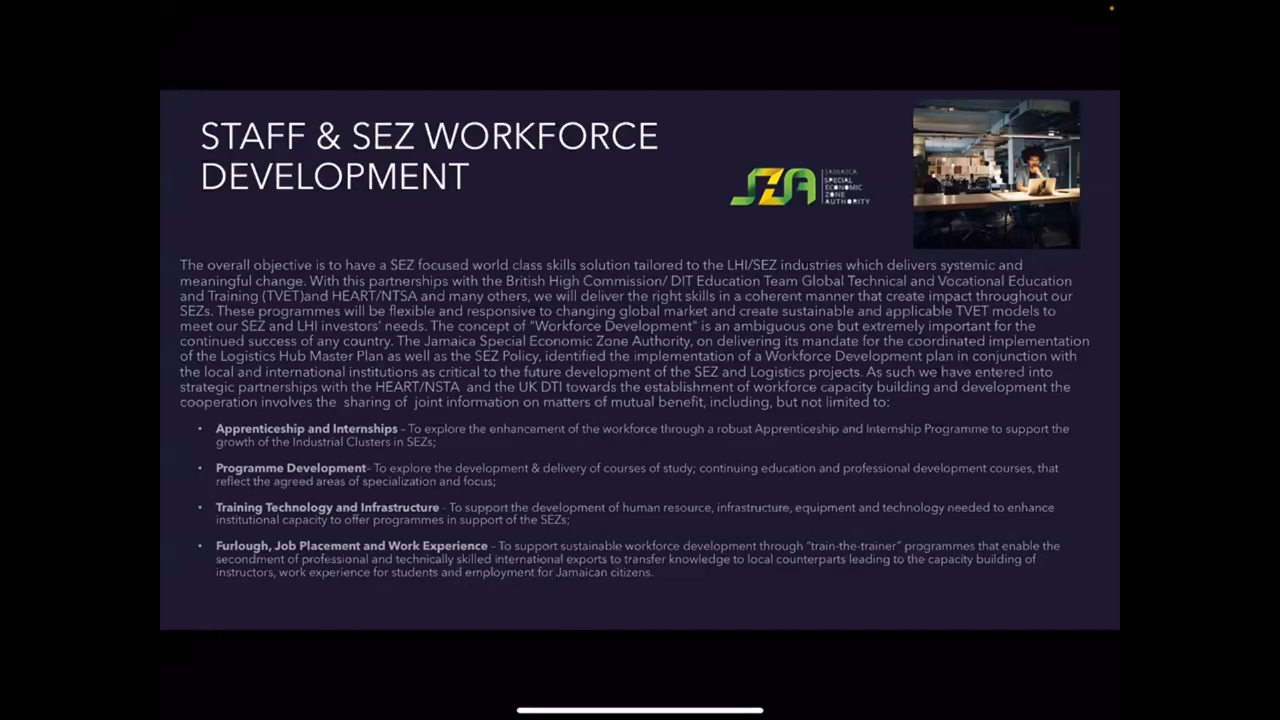 STAFF & SEZ WORKFORCE
DEVELOPMENT
JAMAICA
SPECIAL
ECONOMIC
ZONE
AUTHORITY
SZA
The overall objective is to have a SEZ focused world class skills solution tailored to the LHI/SEZ industries which delivers systemic and
meaningful change. With this partnerships with the British High Commission/ DIT Education Team Global Technical and Vocational Education
and Training (TVET)and HEART/NTSA and many others, we will deliver the right skills in a coherent manner that create impact throughout our
SEZs. These programmes will be flexible and responsive to changing global market and create sustainable and applicable TVET models to
meet our SEZ and LHI investors' needs. The concept of "Workforce Development" is an ambiguous one but extremely important for the
continued success of any country. The Jamaica Special Economic Zone Authority, on delivering its mandate for the coordinated implementation
of the Logistics Hub Master Plan as well as the SEZ Policy, identified the implementation of a Workforce Development plan in conjunction with
the local and international institutions as critical to the future development of the SEZ and Logistics projects. As such we have entered into
strategic partnerships with the HEART/NSTA and the UK DTI towards the establishment of workforce capacity building and development the
cooperation involves the sharing of joint information on matters of mutual benefit, including, but not limited to:
• Apprenticeship and Internships – To explore the enhancement of the workforce through a robust Apprenticeship and Internship Programme to support the
growth of the Industrial Clusters in SEZs;
• Programme Development– To explore the development & delivery of courses of study; continuing education and professional development courses, that
reflect the agreed areas of specialization and focus;
• Training Technology and Infrastructure - To support the development of human resource, infrastructure, equipment and technology needed to enhance
institutional capacity to offer programmes in support of the SEZs;
• Furlough, Job Placement and Work Experience – To support sustainable workforce development through "train-the-trainer" programmes that enable the
secondment of professional and technically skilled international exports to transfer knowledge to local counterparts leading to the capacity building of
instructors, work experience for students and employment for Jamaican citizens.